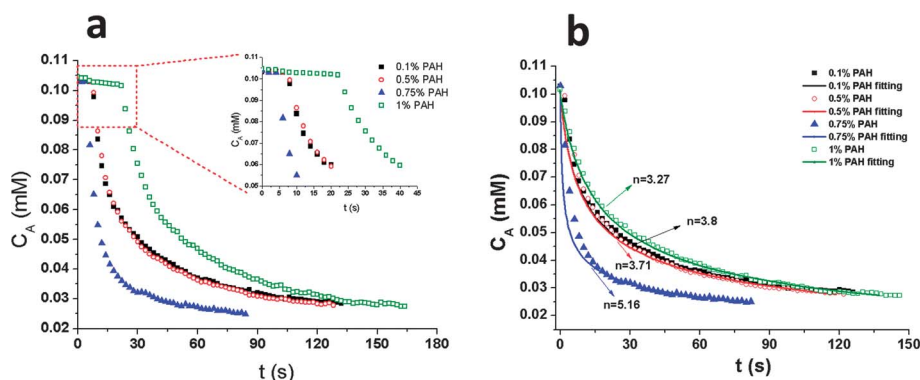 a
C_A (mM)
0.11
0.10
0.09
0.08
0.07
0.06
0.05
0.04
0.03
0.02
0 30 60 90 120 150 180
t (s)
C_A (mM)
0.11
0.10
0.09
0.08
0.07
0.06
0.05
0 5 10 15 20 25 30 35 40 45
t (s)
0.1% PAH
0.5% PAH
0.75% PAH
1% PAH
b
C_A (mM)
0.11
0.10
0.09
0.08
0.07
0.06
0.05
0.04
0.03
0.02
0 30 60 90 120 150
t (s)
0.1% PAH
0.1% PAH fitting
0.5% PAH
0.5% PAH fitting
0.75% PAH
0.75% PAH fitting
1% PAH
1% PAH fitting
n=3.27
n=3.8
n=3.71
n=5.16